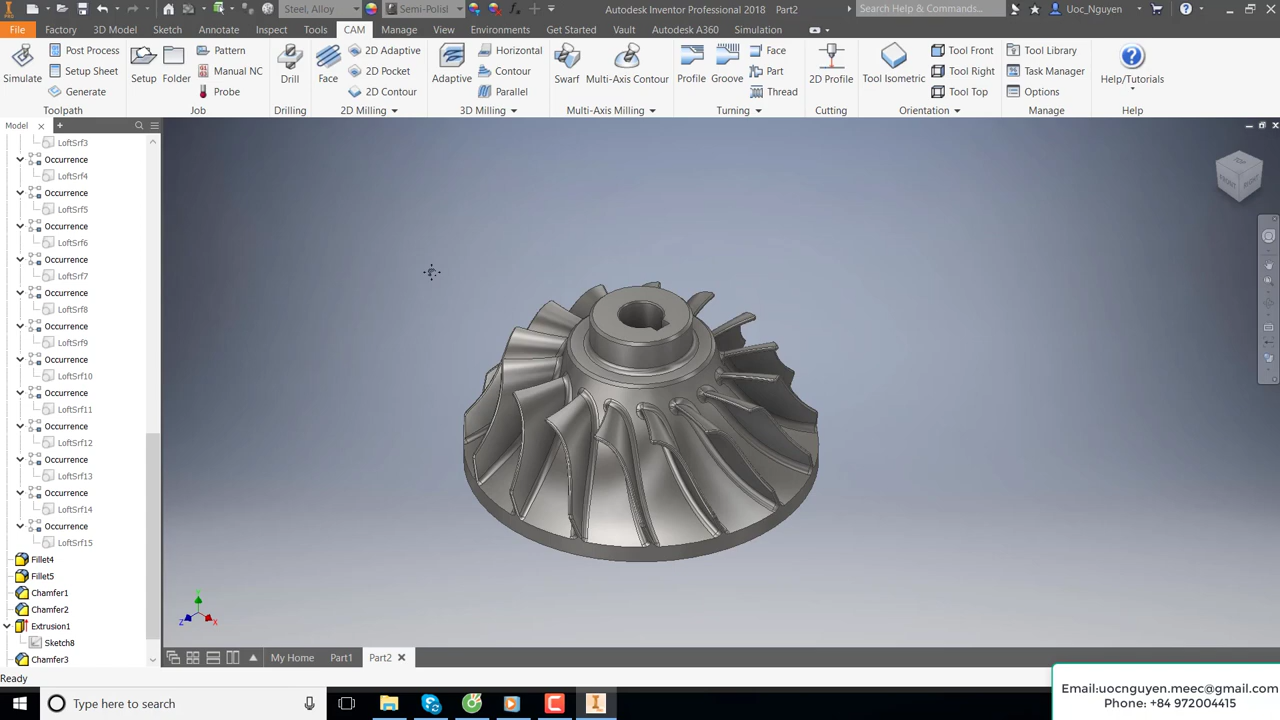 Steel, Alloy
Semi-Polisl
Autodesk Inventor Professional 2018 Part2
Search Help & Commands...
Uoc_Nguyen
File Factory 3D Model Sketch Annotate Inspect Tools CAM Manage View Environments Get Started Vault Autodesk A360 Simulation
Simulate
Post Process
Setup Sheet
Generate
Toolpath
Setup
Folder
Pattern
Manual NC
Probe
Job
Drill
Drilling
Face
2D Adaptive
2D Pocket
2D Contour
2D Milling
Adaptive
Horizontal
Contour
Parallel
3D Milling
Swarf
Multi-Axis Contour
Multi-Axis Milling
Profile
Groove
Face
Part
Thread
Turning
2D Profile
Cutting
Tool Isometric
Tool Front
Tool Right
Tool Top
Orientation
Tool Library
Task Manager
Options
Manage
Help/Tutorials
Help
Model
LoftSrf3
Occurrence
LoftSrf4
Occurrence
LoftSrf5
Occurrence
LoftSrf6
Occurrence
LoftSrf7
Occurrence
LoftSrf8
Occurrence
LoftSrf9
Occurrence
LoftSrf10
Occurrence
LoftSrf11
Occurrence
LoftSrf12
Occurrence
LoftSrf13
Occurrence
LoftSrf14
Occurrence
LoftSrf15
Fillet4
Fillet5
Chamfer1
Chamfer2
Extrusion1
Sketch8
Chamfer3
TOP
FRONT
RIGHT
Z
X
My Home Part1 Part2
Ready
Type here to search
Email:uocnguyen.meec@gmail.com
Phone: +84 972004415